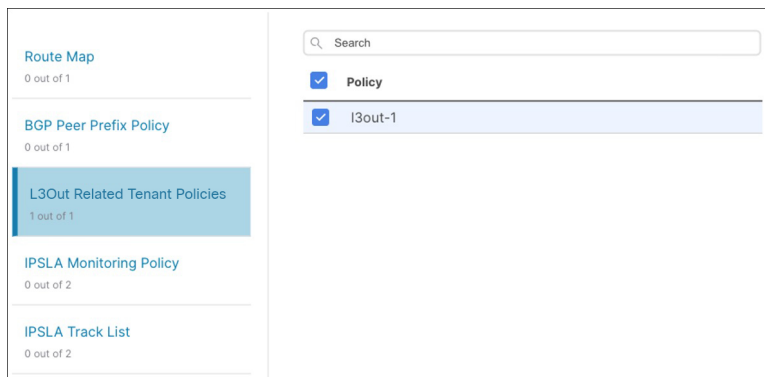 Route Map
0 out of 1
BGP Peer Prefix Policy
0 out of 1
L3Out Related Tenant Policies
1 out of 1
IPSLA Monitoring Policy
0 out of 2
IPSLA Track List
0 out of 2
Search
Policy
l3out-1